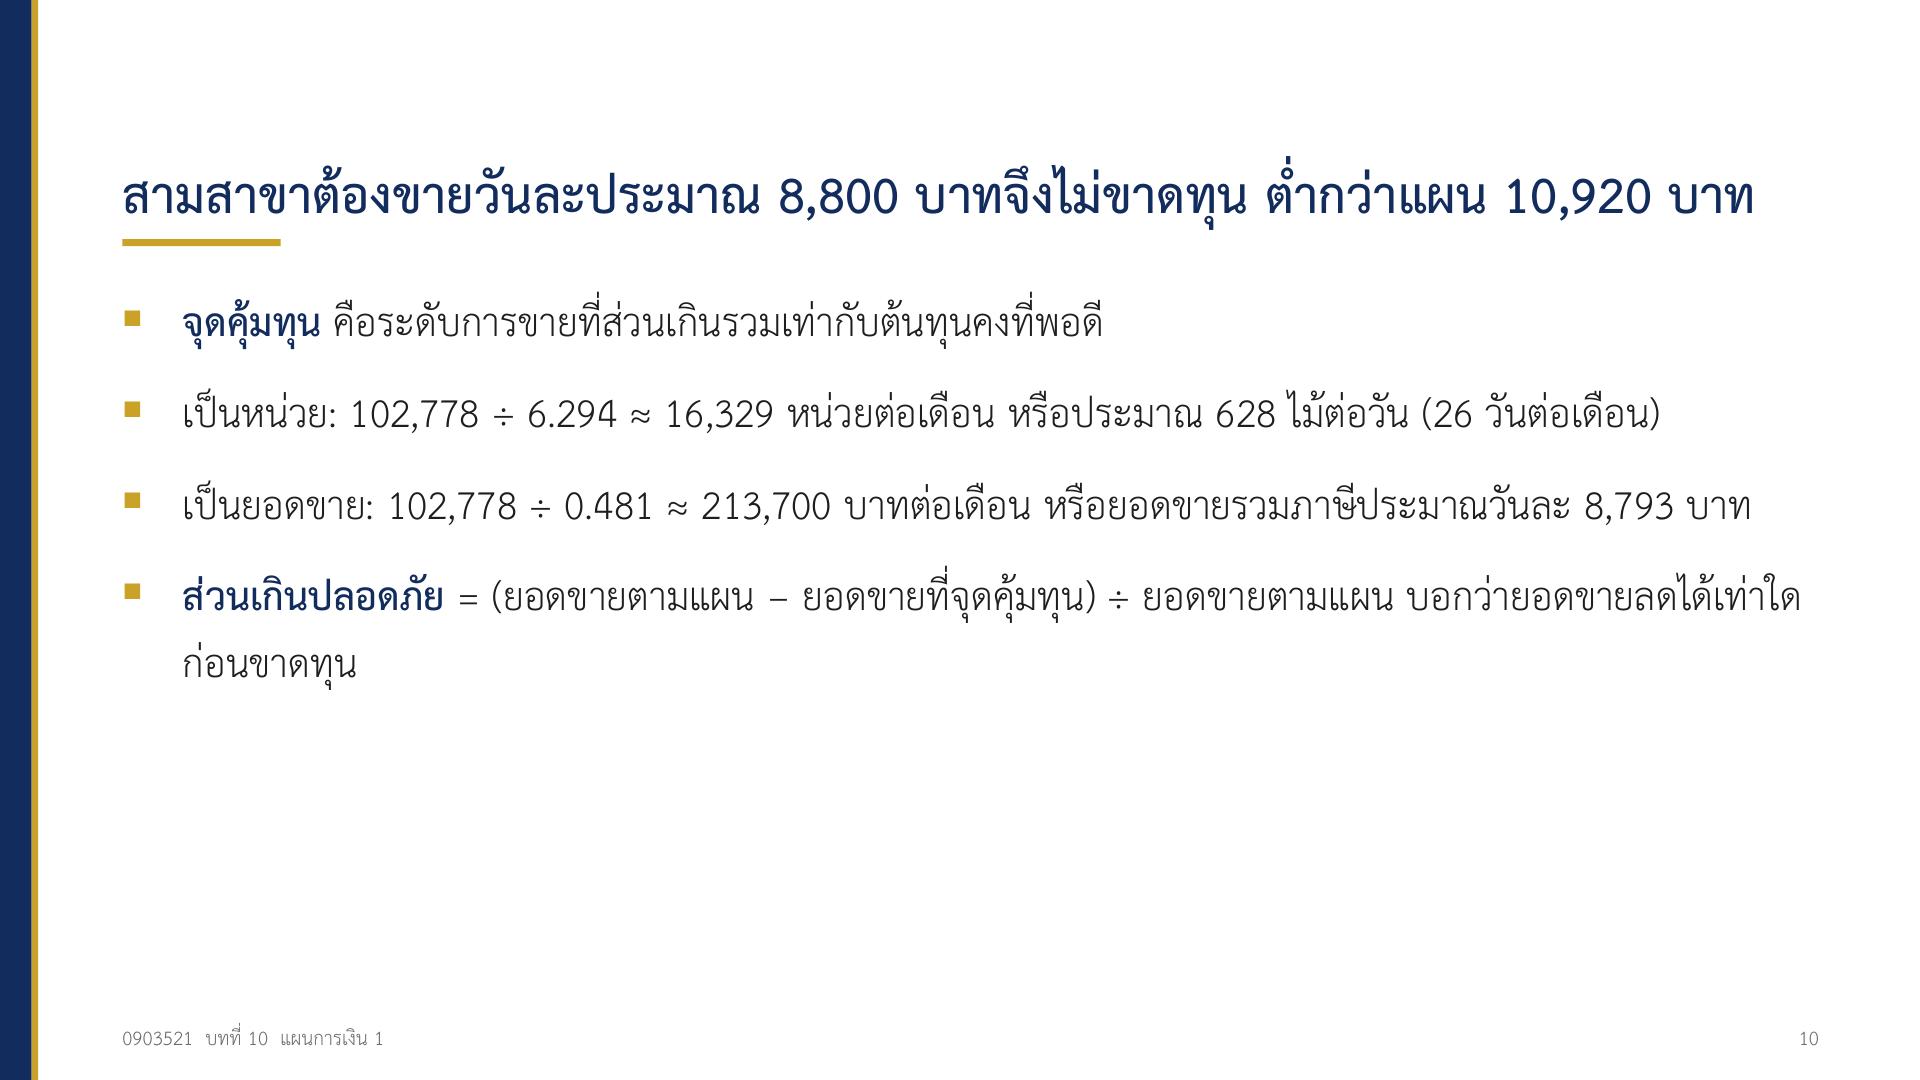 สามสาขาต้องขายวันละประมาณ 8,800 บาทจึงไม่ขาดทุน ต่ำกว่าแผน 10,920 บาท
จุดคุ้มทุน คือระดับการขายที่ส่วนเกินรวมเท่ากับต้นทุนคงที่พอดี
เป็นหน่วย: 102,778 ÷ 6.294 ≈ 16,329 หน่วยต่อเดือน หรือประมาณ 628 ไม้ต่อวัน (26 วันต่อเดือน)
เป็นยอดขาย: 102,778 ÷ 0.481 ≈ 213,700 บาทต่อเดือน หรือยอดขายรวมภาษีประมาณวันละ 8,793 บาท
ส่วนเกินปลอดภัย = (ยอดขายตามแผน – ยอดขายที่จุดคุ้มทุน) ÷ ยอดขายตามแผน บอกว่ายอดขายลดได้เท่าใด
ก่อนขาดทุน
0903521 บทที่ 10 แผนการเงิน 1
10